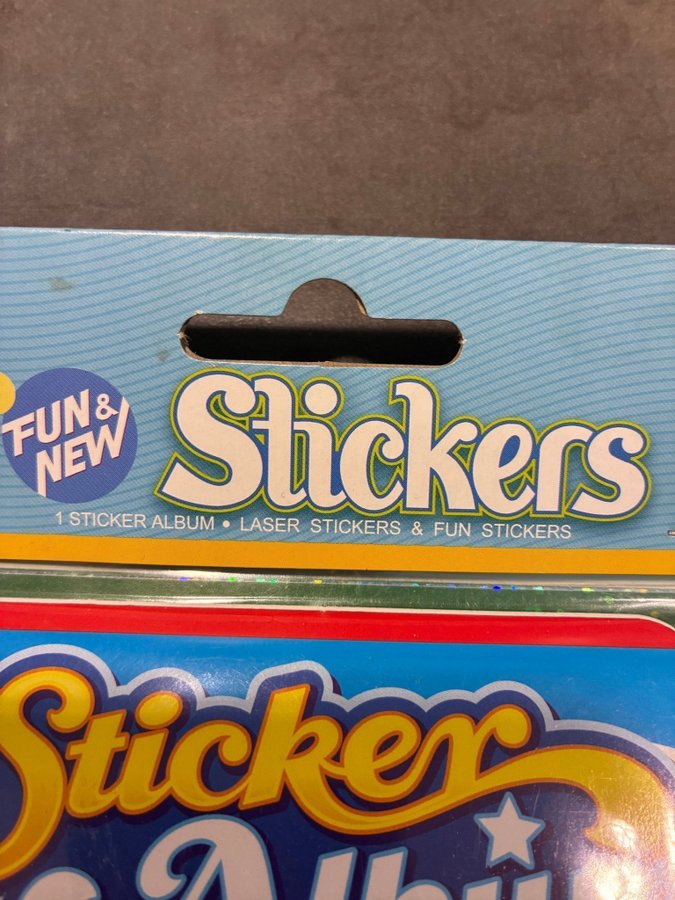 FUN &
NEW
Stickers
1 STICKER ALBUM • LASER STICKERS & FUN STICKERS
Sticker